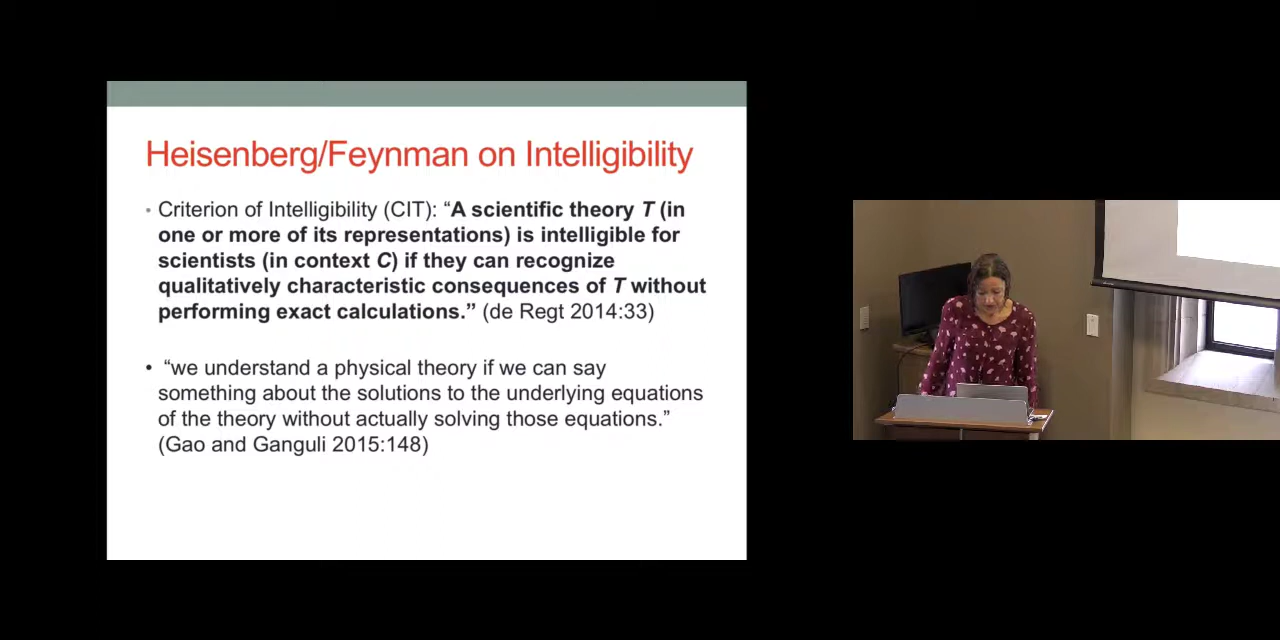 Heisenberg/Feynman on Intelligibility
• Criterion of Intelligibility (CIT): “A scientific theory T (in
one or more of its representations) is intelligible for
scientists (in context C) if they can recognize
qualitatively characteristic consequences of T without
performing exact calculations.” (de Regt 2014:33)
• “we understand a physical theory if we can say
something about the solutions to the underlying equations
of the theory without actually solving those equations.”
(Gao and Ganguli 2015:148)